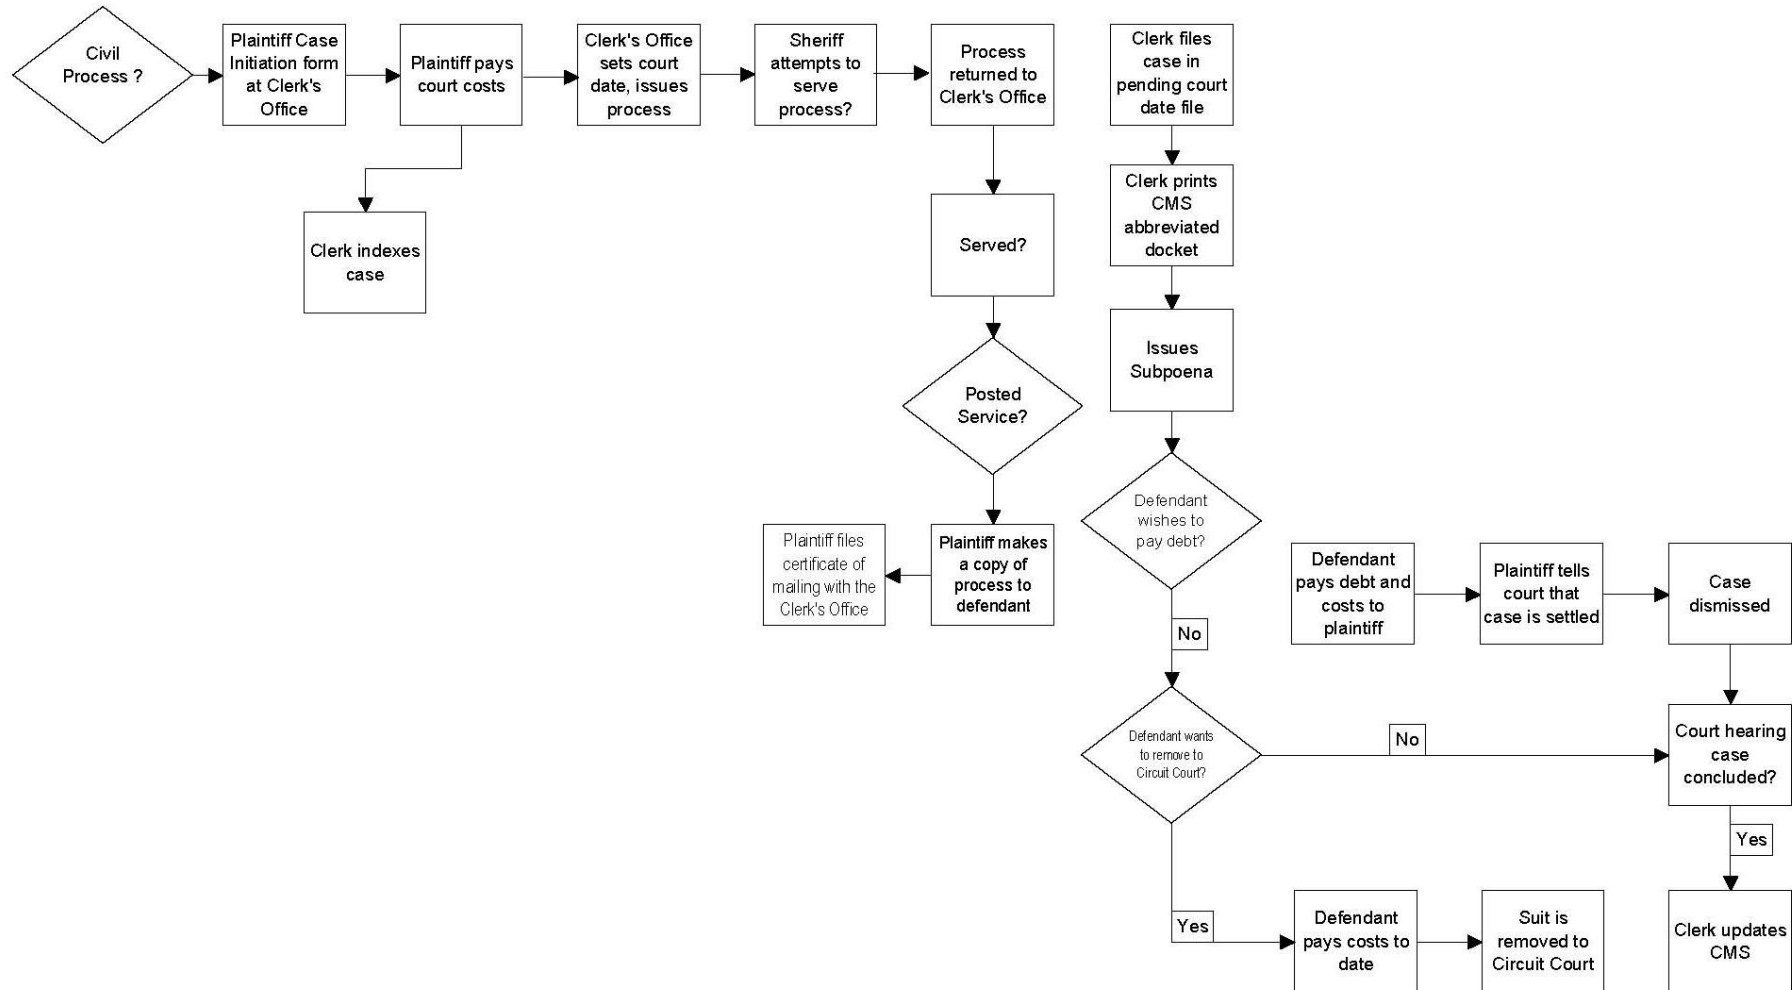 Civil
Process ?
Plaintiff Case
Initiation form
at Clerk's
Office
Plaintiff pays
court costs
Clerk's Office
sets court
date, issues
process
Sheriff
attempts to
serve
process?
Process
returned to
Clerk's Office
Clerk files
case in
pending court
date file
Clerk indexes
case
Served?
Clerk prints
CMS
abbreviated
docket
Issues
Subpoena
Posted
Service?
Defendant
wishes to
pay debt?
Plaintiff files
certificate of
mailing with the
Clerk's Office
Plaintiff makes
a copy of
process to
defendant
No
Defendant
pays debt and
costs to
plaintiff
Plaintiff tells
court that
case is settled
Case
dismissed
Defendant wants
to remove to
Circuit Court?
No
Court hearing
case
concluded?
Yes
Yes
Defendant
pays costs to
date
Suit is
removed to
Circuit Court
Clerk updates
CMS